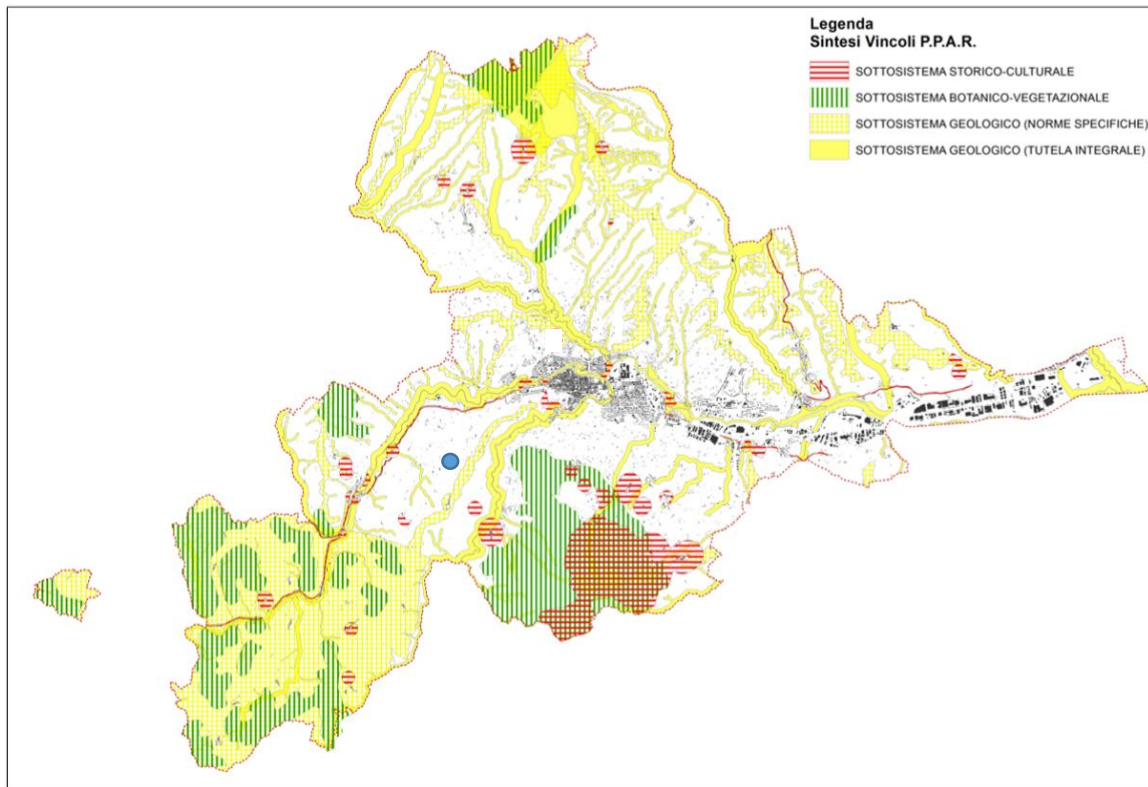 Legenda
Sintesi Vincoli P.P.A.R.
SOTTOSISTEMA STORICO-CULTURALE
SOTTOSISTEMA BOTANICO-VEGETAZIONALE
SOTTOSISTEMA GEOLOGICO (NORME SPECIFICHE)
SOTTOSISTEMA GEOLOGICO (TUTELA INTEGRALE)